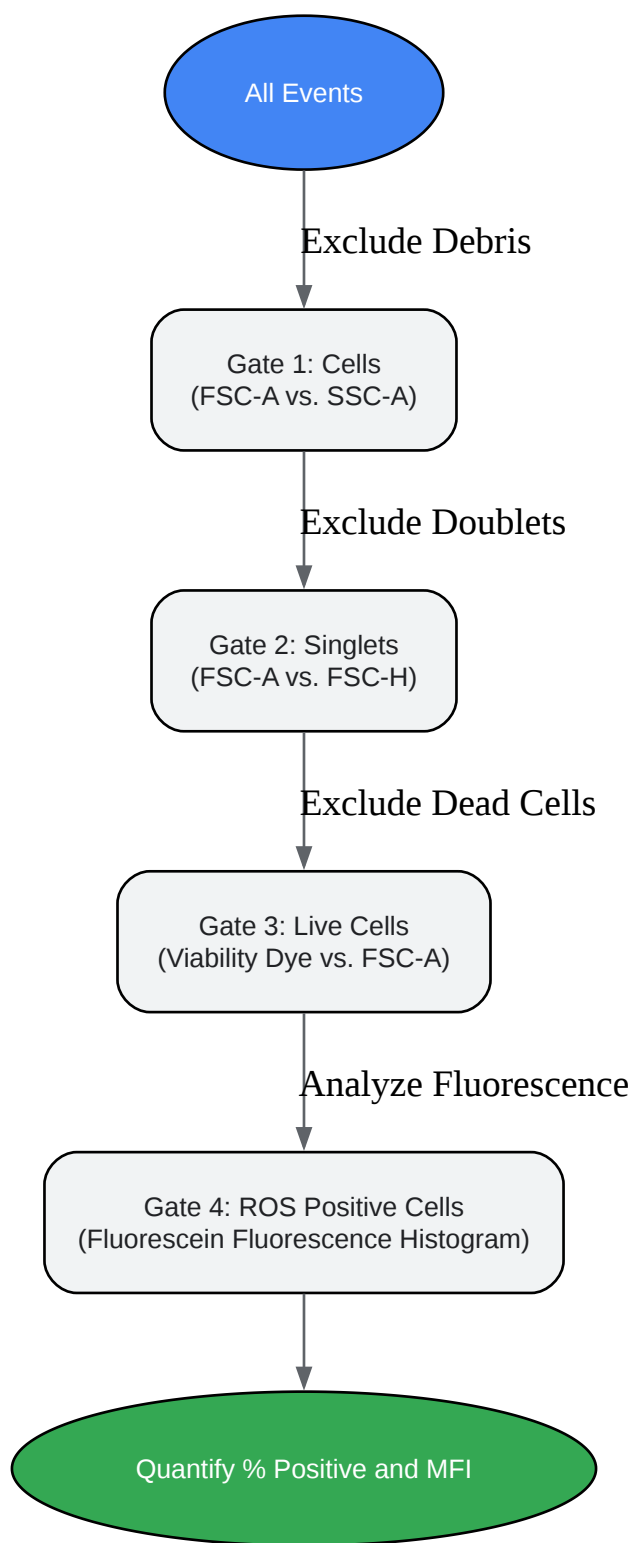 All Events
Exclude Debris
Gate 1: Cells
(FSC-A vs. SSC-A)
Exclude Doublets
Gate 2: Singlets
(FSC-A vs. FSC-H)
Exclude Dead Cells
Gate 3: Live Cells
(Viability Dye vs. FSC-A)
Analyze Fluorescence
Gate 4: ROS Positive Cells
(Fluorescein Fluorescence Histogram)
Quantify % Positive and MFI